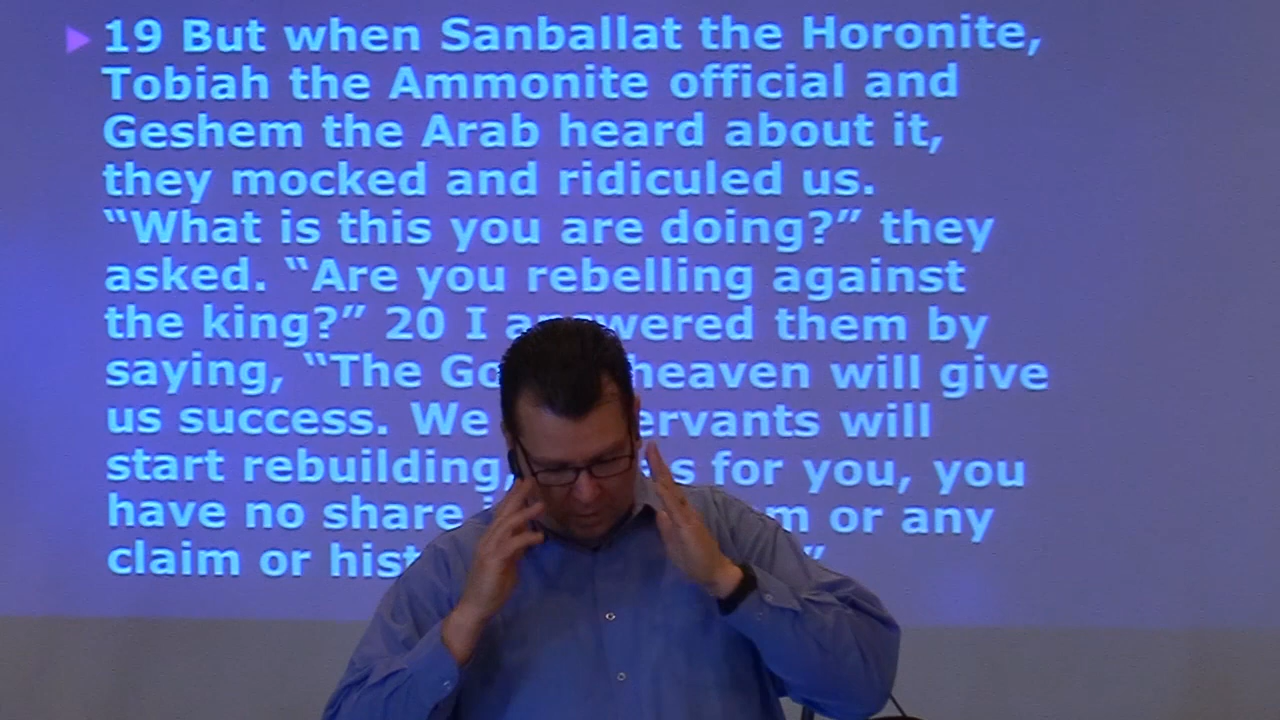 19 But when Sanballat the Horonite,
Tobiah the Ammonite official and
Geshem the Arab heard about it,
they mocked and ridiculed us.
“What is this you are doing?” they
asked. “Are you rebelling against
the king?” 20 I answered them by
saying, “The heaven will give
us success. We will
start rebuilding, for you, you
have no share or any
claim or